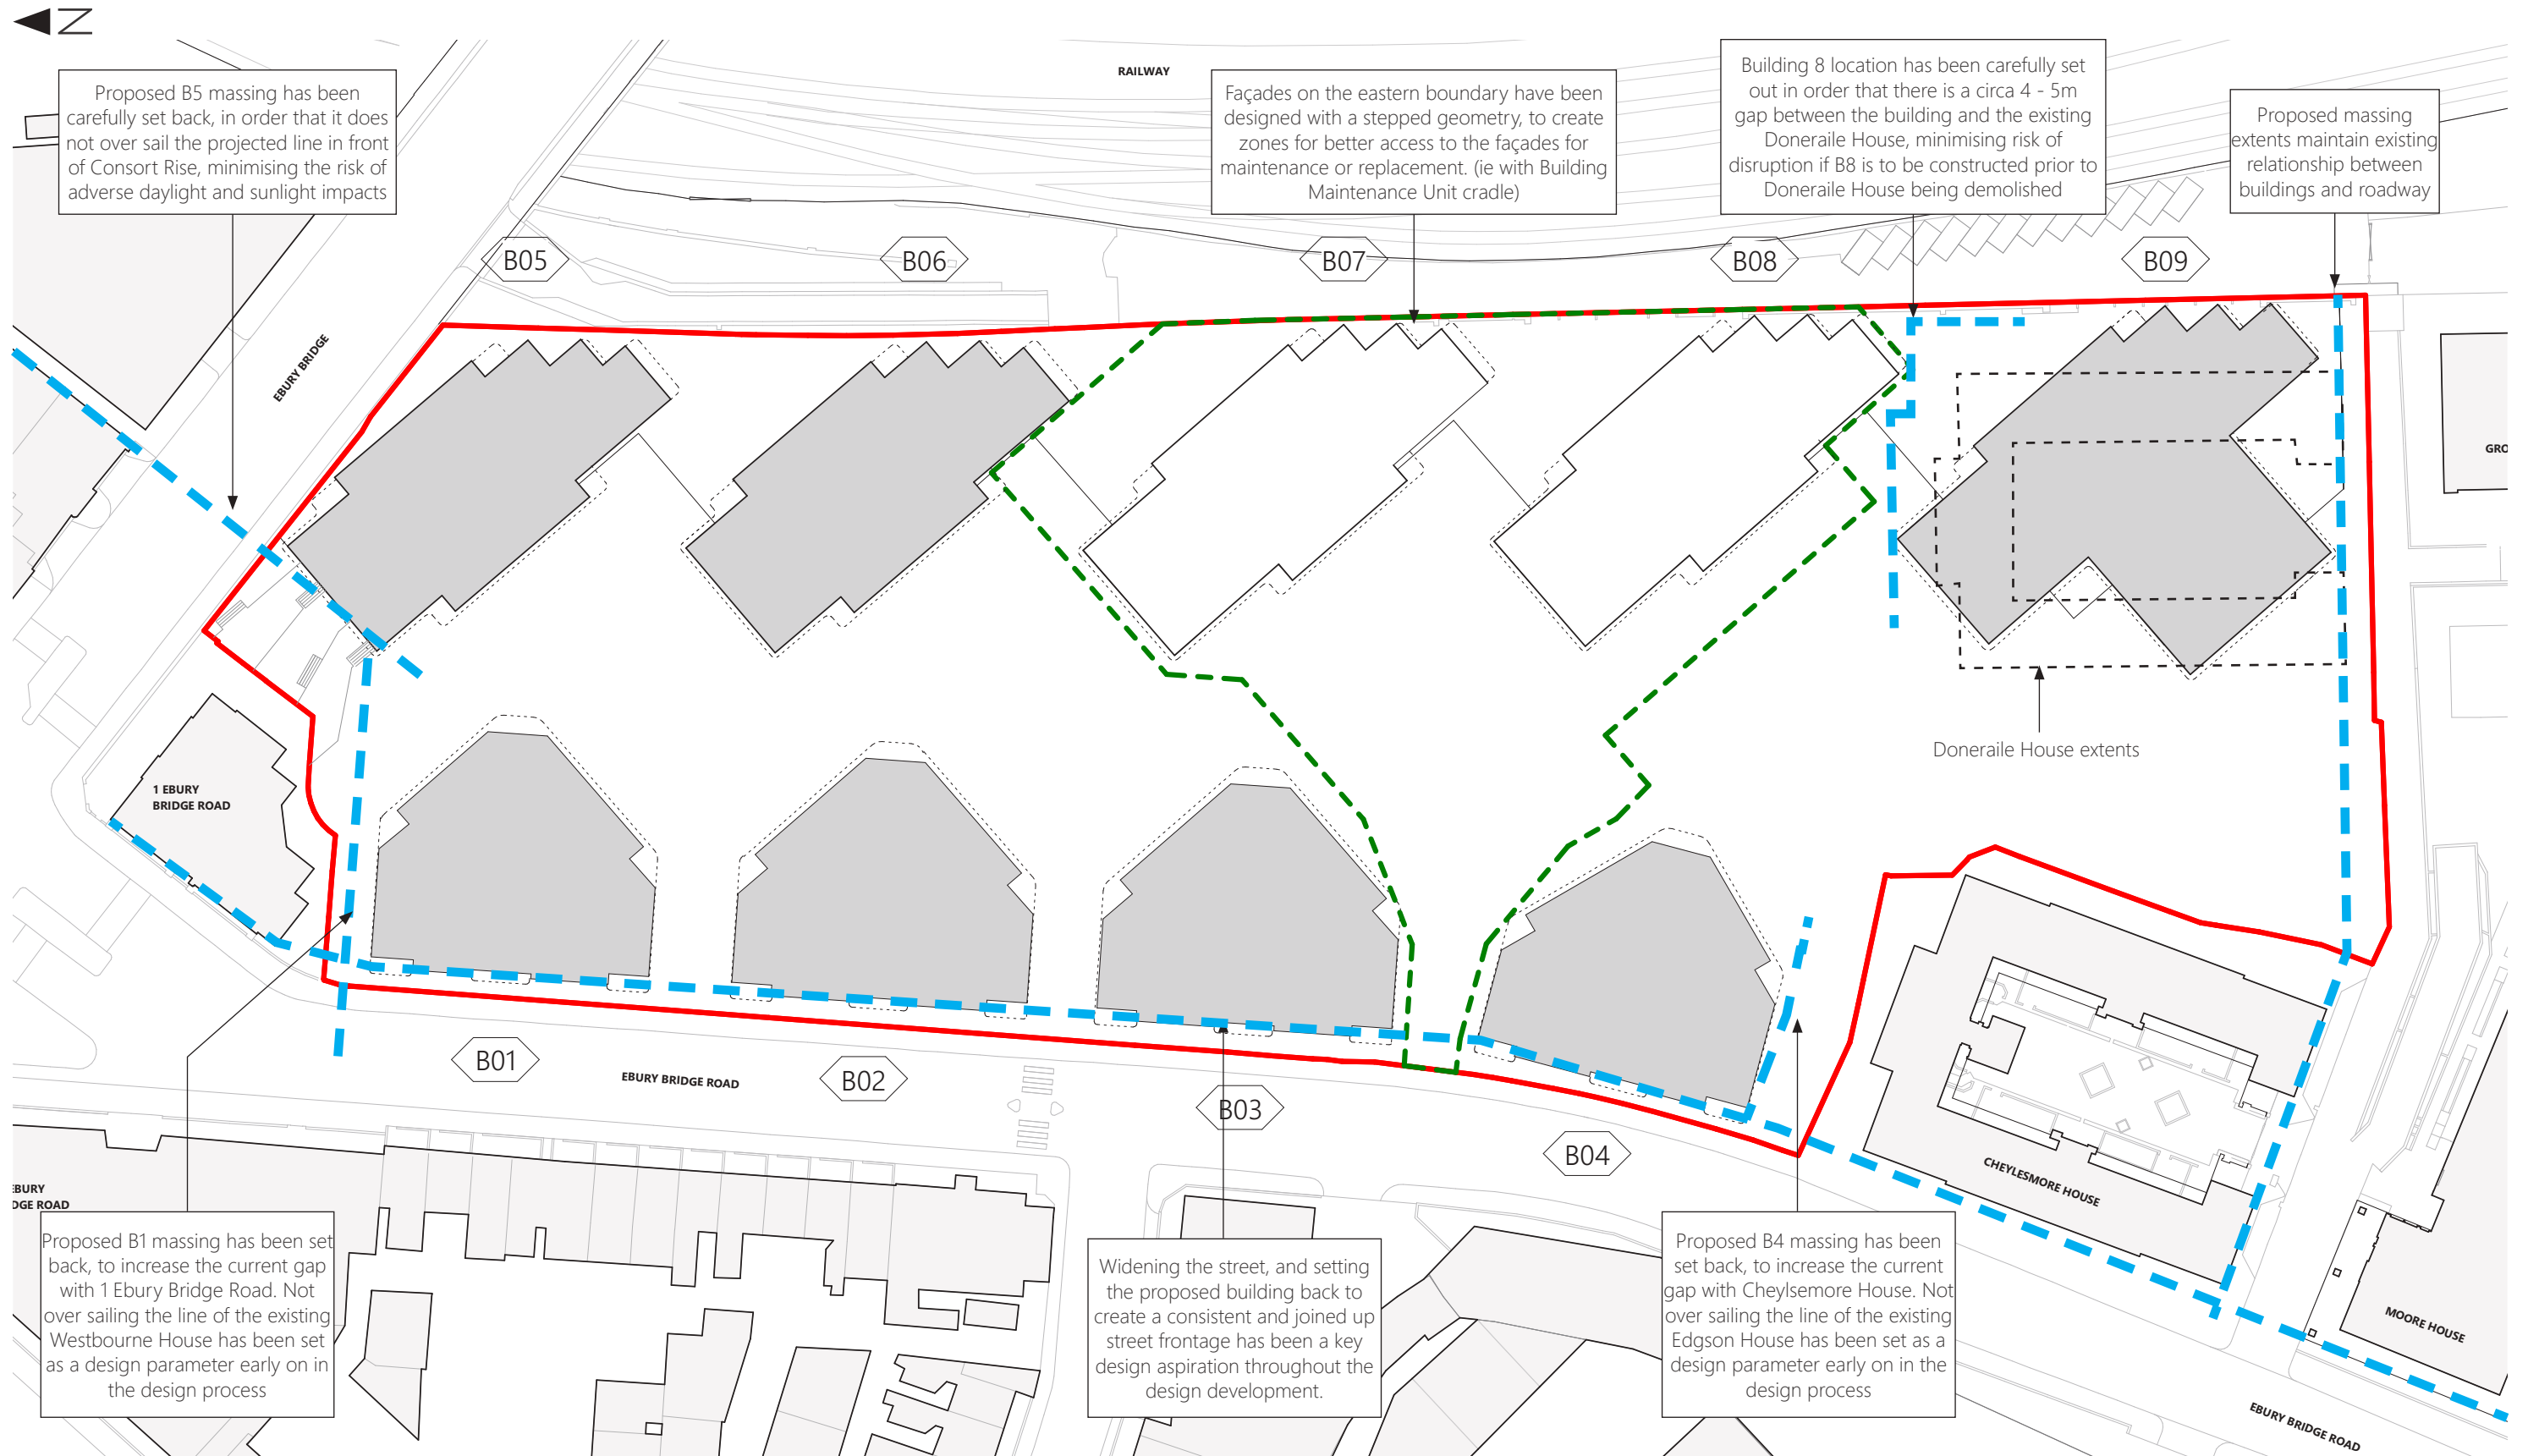 N
Proposed B5 massing has been
carefully set back, in order that it does
not over sail the projected line in front
of Consort Rise, minimising the risk of
adverse daylight and sunlight impacts
RAILWAY
Façades on the eastern boundary have been
designed with a stepped geometry, to create
zones for better access to the façades for
maintenance or replacement. (ie with Building
Maintenance Unit cradle)
Building 8 location has been carefully set
out in order that there is a circa 4 - 5m
gap between the building and the existing
Doneraile House, minimising risk of
disruption if B8 is to be constructed prior to
Doneraile House being demolished
Proposed massing
extents maintain existing
relationship between
buildings and roadway
B05
B06
B07
B08
B09
EBURY BRIDGE
GRO
Doneraile House extents
1 EBURY
BRIDGE ROAD
B01
EBURY BRIDGE ROAD
B02
B03
B04
CHEYLESMORE HOUSE
EBURY
DGE ROAD
Proposed B1 massing has been set
back, to increase the current gap
with 1 Ebury Bridge Road. Not
over sailing the line of the existing
Westbourne House has been set
as a design parameter early on in
the design process
Widening the street, and setting
the proposed building back to
create a consistent and joined up
street frontage has been a key
design aspiration throughout the
design development.
Proposed B4 massing has been
set back, to increase the current
gap with Cheylsemore House. Not
over sailing the line of the existing
Edgson House has been set as a
design parameter early on in the
design process
MOORE HOUSE
EBURY BRIDGE ROAD